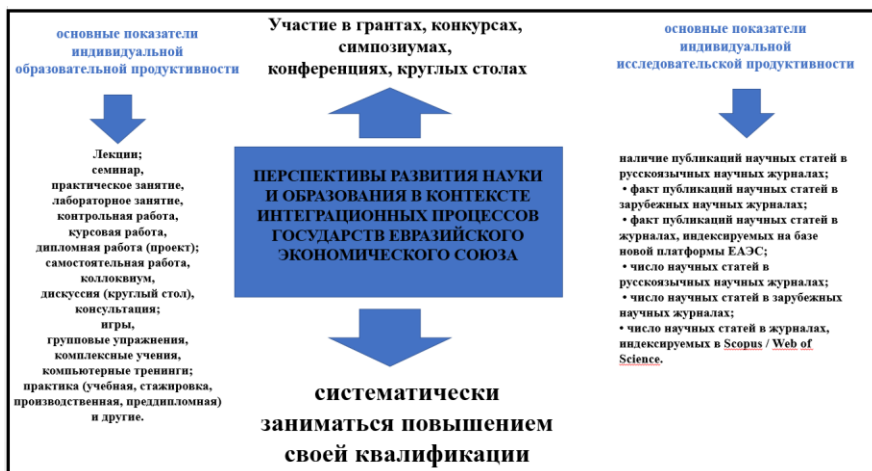 основные показатели
индивидуальной
образовательной продуктивности
Лекции;
семинар,
практическое занятие,
лабораторное занятие,
контрольная работа,
курсовая работа,
дипломная работа (проект);
самостоятельная работа,
коллоквиум,
дискуссия (круглый стол),
консультация;
игры,
групповые упражнения,
комплексные учения,
компьютерные тренинги;
практика (учебная, стажировка,
производственная, преддипломная)
и другие.
Участие в грантах, конкурсах,
симпозиумах,
конференциях, круглых столах
ПЕРСПЕКТИВЫ РАЗВИТИЯ НАУКИ
И ОБРАЗОВАНИЯ В КОНТЕКСТЕ
ИНТЕГРАЦИОННЫХ ПРОЦЕССОВ
ГОСУДАРСТВ ЕВРАЗИЙСКОГО
ЭКОНОМИЧЕСКОГО СОЮЗА
систематически
заниматься повышением
своей квалификации
основные показатели
индивидуальной
исследовательской продуктивности
наличие публикаций научных статей в
русскоязычных научных журналах;
• факт публикаций научных статей в
зарубежных научных журналах;
• факт публикаций научных статей в
журналах, индексируемых на базе
новой платформы ЕАЭС;
• число научных статей в
русскоязычных научных журналах;
• число научных статей в зарубежных
научных журналах;
• число научных статей в журналах,
индексируемых в Scopus / Web of
Science.